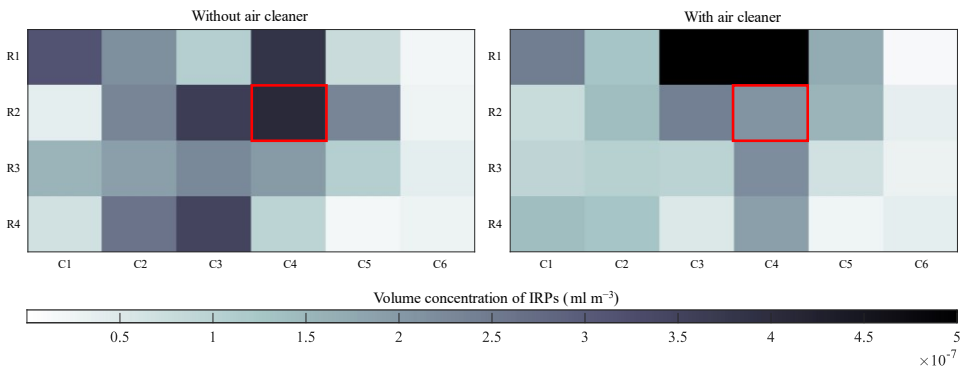 Without air cleaner
With air cleaner
R1
R2
R3
R4
C1 C2 C3 C4 C5 C6
R1
R2
R3
R4
C1 C2 C3 C4 C5 C6
Volume concentration of IRPs (ml m⁻³)
0.5 1 1.5 2 2.5 3 3.5 4 4.5 5
×10⁻⁷